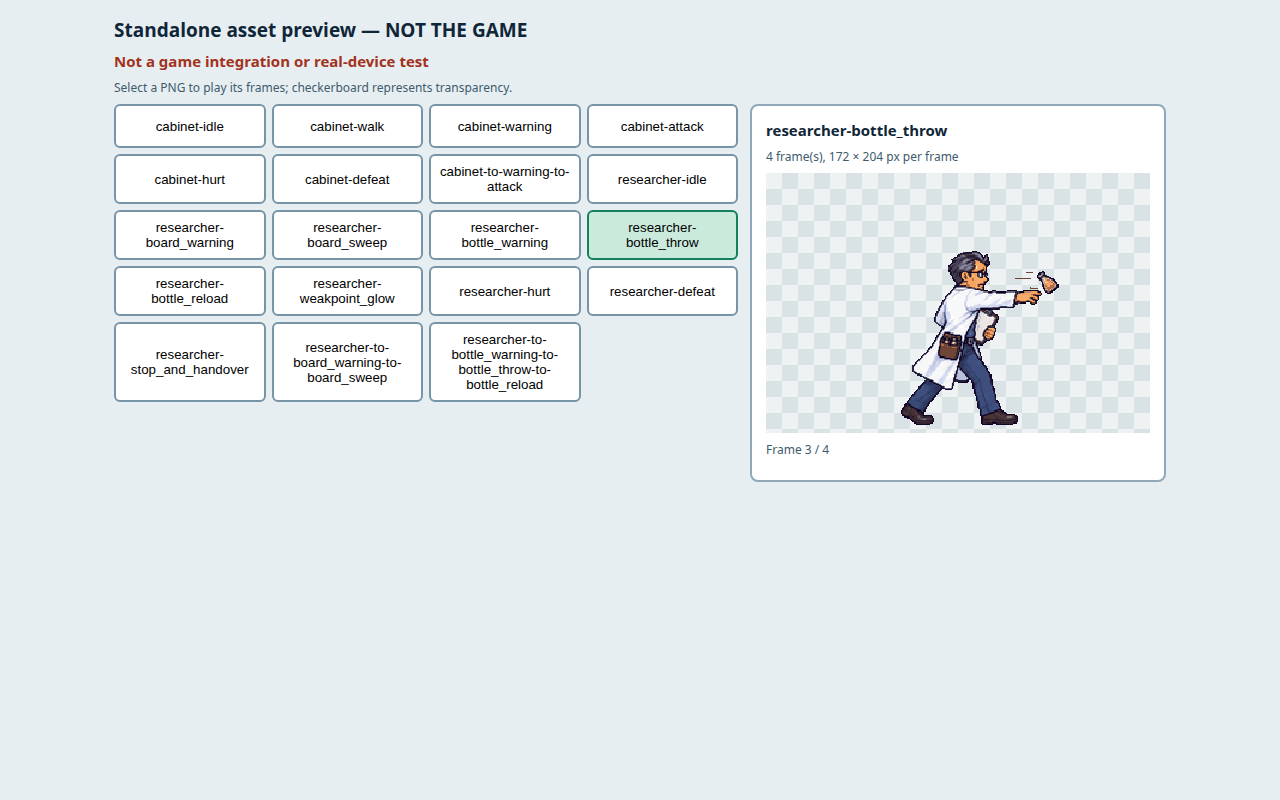 Standalone asset preview — NOT THE GAME
Not a game integration or real-device test
Select a PNG to play its frames; checkerboard represents transparency.
cabinet-idle
cabinet-walk
cabinet-warning
cabinet-attack
cabinet-hurt
cabinet-defeat
cabinet-to-warning-to-
attack
researcher-idle
researcher-
board_warning
researcher-
board_sweep
researcher-
bottle_warning
researcher-
bottle_throw
researcher-
bottle_reload
researcher-
weakpoint_glow
researcher-hurt
researcher-defeat
researcher-
stop_and_handover
researcher-to-
board_warning-to-
board_sweep
researcher-to-
bottle_warning-to-
bottle_throw-to-
bottle_reload
researcher-bottle_throw
4 frame(s), 172 × 204 px per frame
Frame 3 / 4